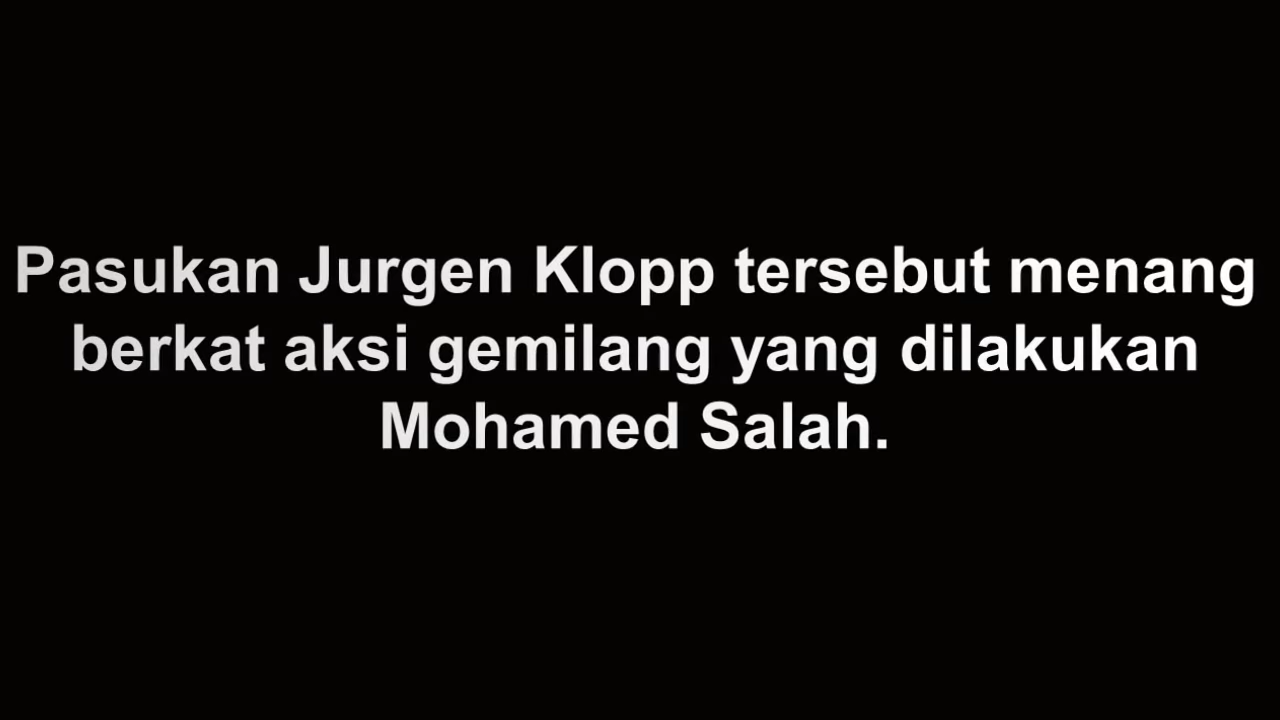 Pasukan Jurgen Klopp tersebut menang
berkat aksi gemilang yang dilakukan
Mohamed Salah.